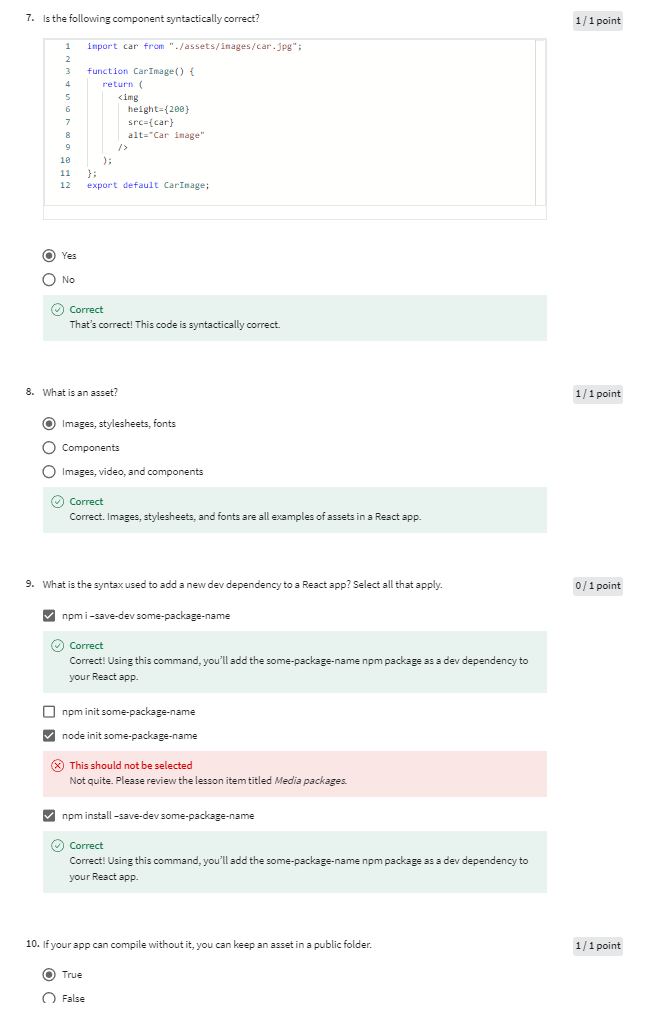 7. Is the following component syntactically correct?
1 / 1 point
1 import car from "./assets/images/car.jpg";
2
3 function CarImage() {
4 return (
5 <img
6 height={200}
7 src={car}
8 alt="Car image"
9 />
10 );
11 };
12 export default CarImage;
Yes
No
Correct
That's correct! This code is syntactically correct.
8. What is an asset?
1 / 1 point
Images, stylesheets, fonts
Components
Images, video, and components
Correct
Correct. Images, stylesheets, and fonts are all examples of assets in a React app.
9. What is the syntax used to add a new dev dependency to a React app? Select all that apply.
0 / 1 point
npm i –save-dev some-package-name
Correct
Correct! Using this command, you'll add the some-package-name npm package as a dev dependency to
your React app.
npm init some-package-name
node init some-package-name
This should not be selected
Not quite. Please review the lesson item titled Media packages.
npm install –save-dev some-package-name
Correct
Correct! Using this command, you'll add the some-package-name npm package as a dev dependency to
your React app.
10. If your app can compile without it, you can keep an asset in a public folder.
1 / 1 point
True
False